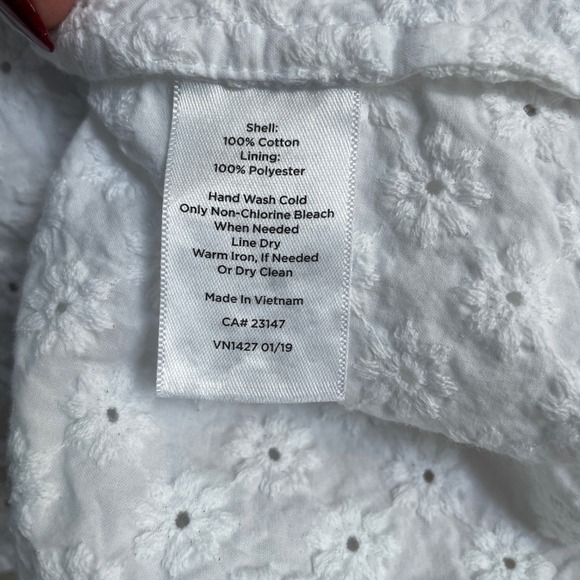 Shell:
100% Cotton
Lining:
100% Polyester
Hand Wash Cold
Only Non-Chlorine Bleach
When Needed
Line Dry
Warm Iron, If Needed
Or Dry Clean
Made In Vietnam
CA# 23147
VN1427 01/19